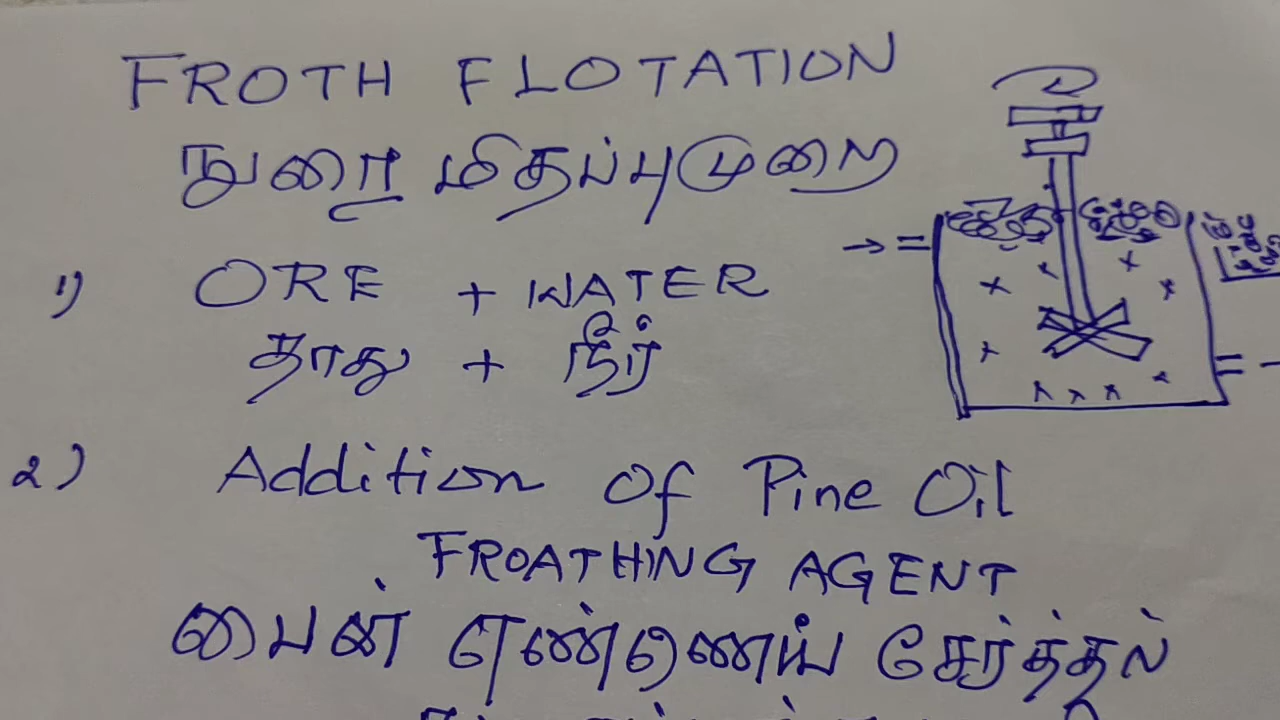 FROTH FLOTATION
நுரை மிதப்புமுறை
1) ORE + WATER
தாது + நீர்
2) Addition Of Pine Oil
FROATHING AGENT
பைன் எண்ணெய் சேர்த்தல்